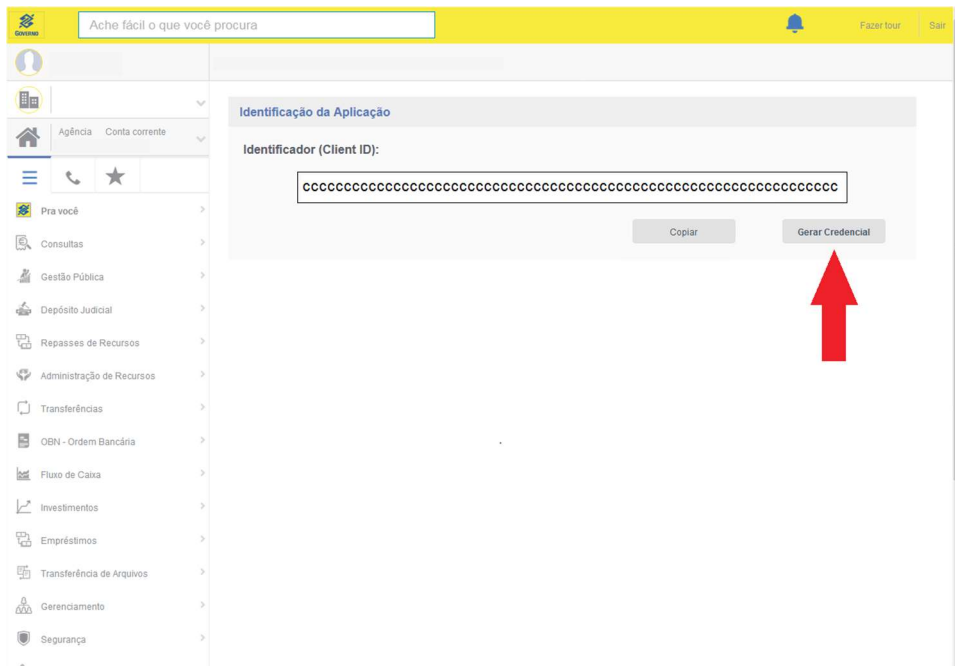 GOVERNO
Ache fácil o que você procura
Fazer tour
Sair
Agência Conta corrente
Pra você
Consultas
Gestão Pública
Depósito Judicial
Repasses de Recursos
Administração de Recursos
Transferências
OBN - Ordem Bancária
Fluxo de Caixa
Investimentos
Empréstimos
Transferência de Arquivos
Gerenciamento
Segurança
Identificação da Aplicação
Identificador (Client ID):
ccccccccccccccccccccccccccccccccccccccccccccccccccccccccccccccccc
Copiar
Gerar Credencial